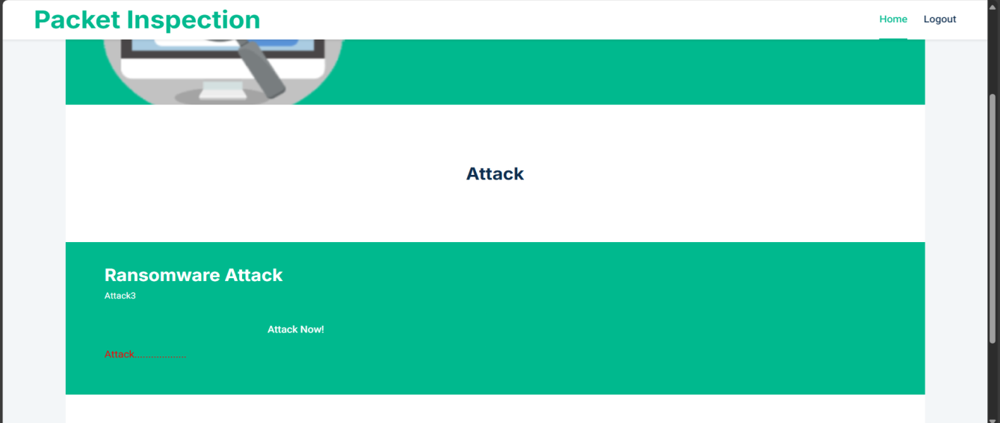 Packet Inspection
Home Logout
Attack
Ransomware Attack
Attack3
Attack Now!
Attack...................